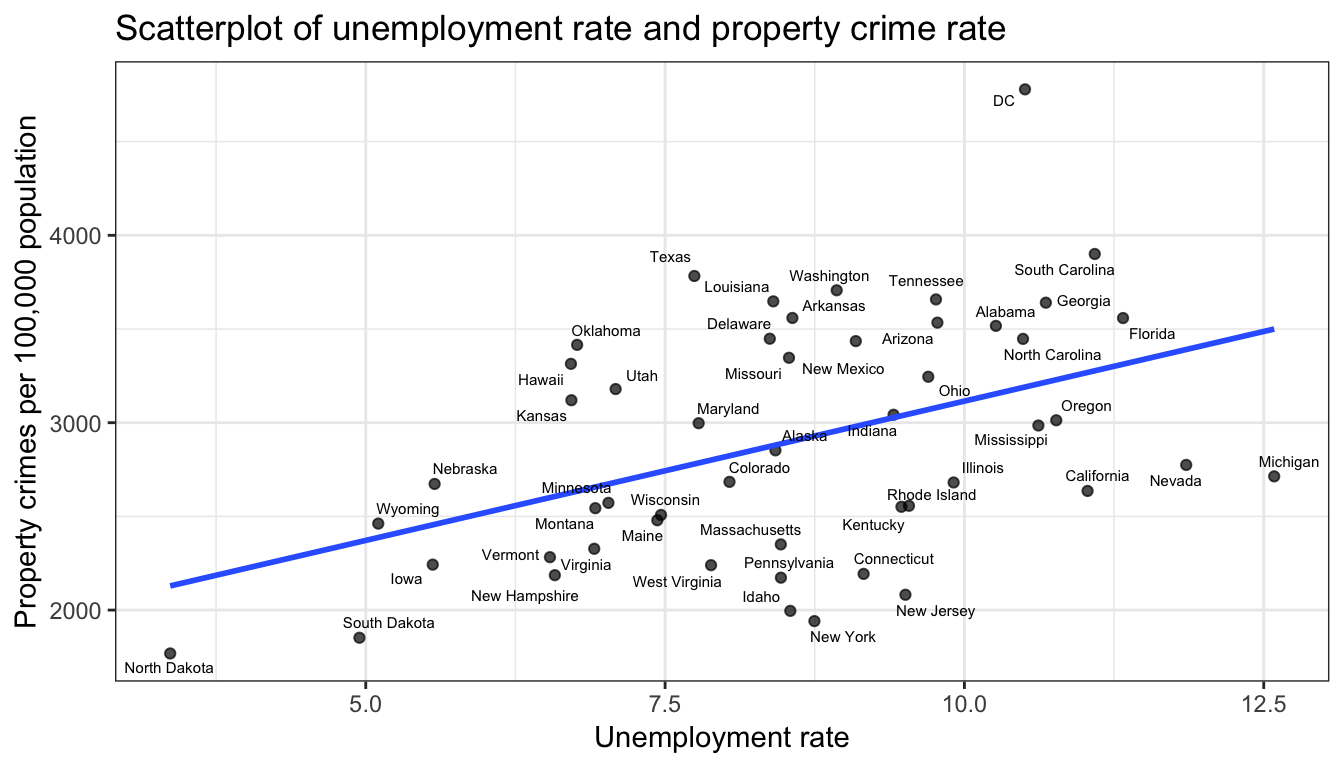 Scatterplot of unemployment rate and property crime rate
Property crimes per 100,000 population
4000
3000
2000
DC
Texas
South Carolina
Washington
Tennessee
Louisiana
Georgia
Arkansas
Alabama
Delaware
Oklahoma
Florida
Arizona
North Carolina
New Mexico
Missouri
Utah
Hawaii
Ohio
Oregon
Maryland
Kansas
Indiana
Alaska
Mississippi
Nebraska
Colorado
Illinois
Michigan
California
Nevada
Minnesota
Rhode Island
Wisconsin
Wyoming
Montana
Kentucky
Massachusetts
Maine
Vermont
Connecticut
Pennsylvania
Virginia
Iowa
West Virginia
New Hampshire
Idaho
New Jersey
South Dakota
New York
North Dakota
5.0
7.5
10.0
12.5
Unemployment rate